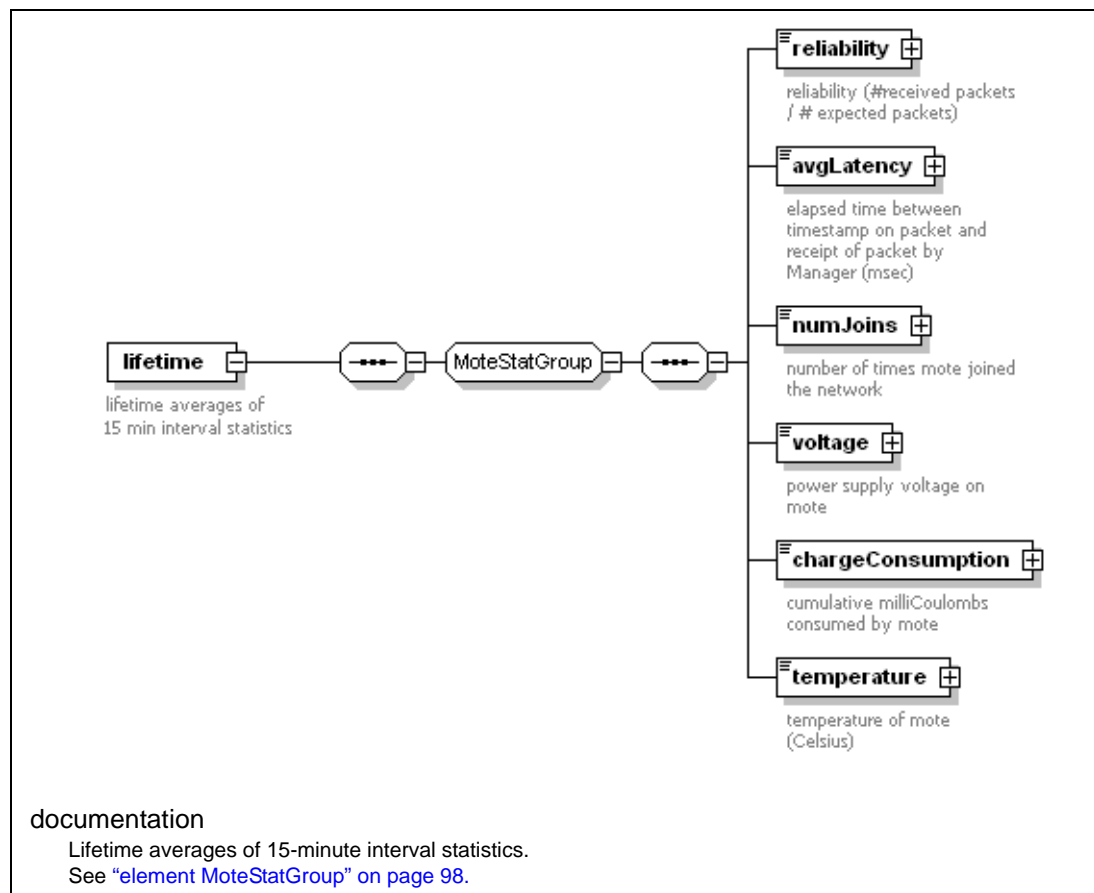 reliability
reliability (#received packets
/ # expected packets)
avgLatency
elapsed time between
timestamp on packet and
receipt of packet by
Manager (msec)
numJoins
number of times mote joined
the network
lifetime
lifetime averages of
15 min interval statistics
MoteStatGroup
voltage
power supply voltage on
mote
chargeConsumption
cumulative milliCoulombs
consumed by mote
temperature
temperature of mote
(Celsius)
documentation
Lifetime averages of 15-minute interval statistics.
See “element MoteStatGroup” on page 98.